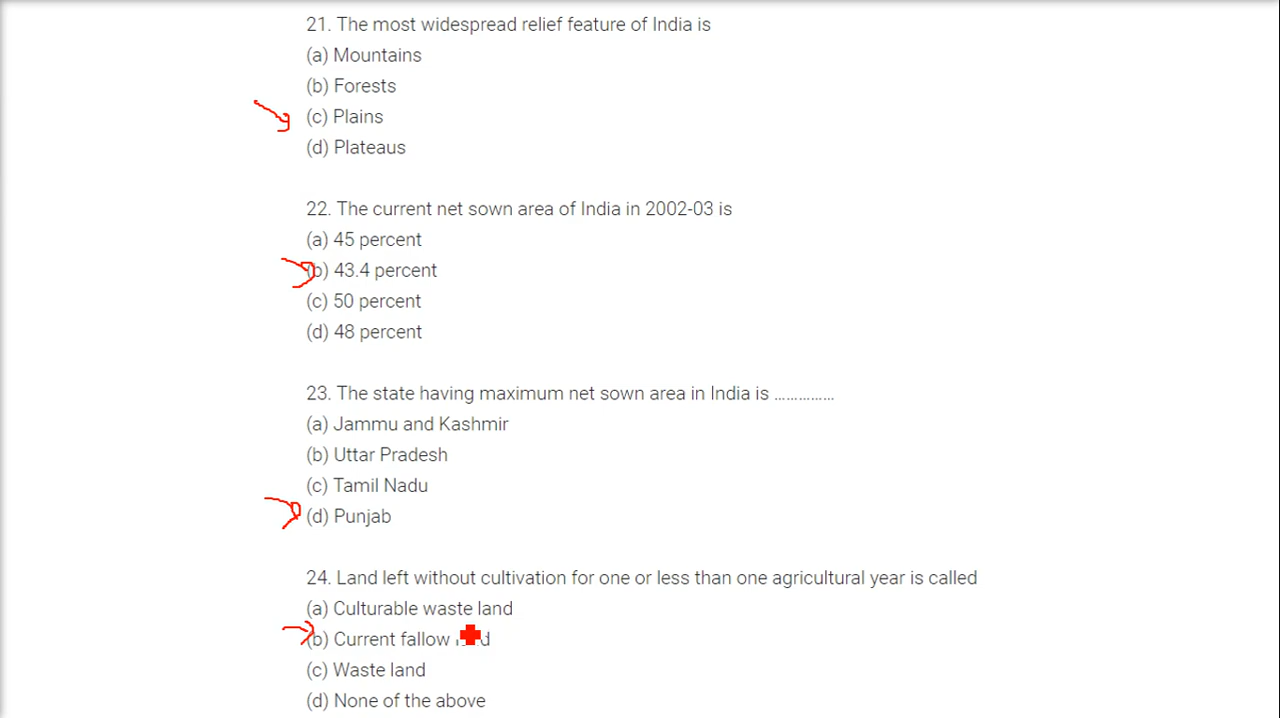 21. The most widespread relief feature of India is
(a) Mountains
(b) Forests
(c) Plains
(d) Plateaus
22. The current net sown area of India in 2002-03 is
(a) 45 percent
(b) 43.4 percent
(c) 50 percent
(d) 48 percent
23. The state having maximum net sown area in India is ...............
(a) Jammu and Kashmir
(b) Uttar Pradesh
(c) Tamil Nadu
(d) Punjab
24. Land left without cultivation for one or less than one agricultural year is called
(a) Culturable waste land
(b) Current fallow
(c) Waste land
(d) None of the above